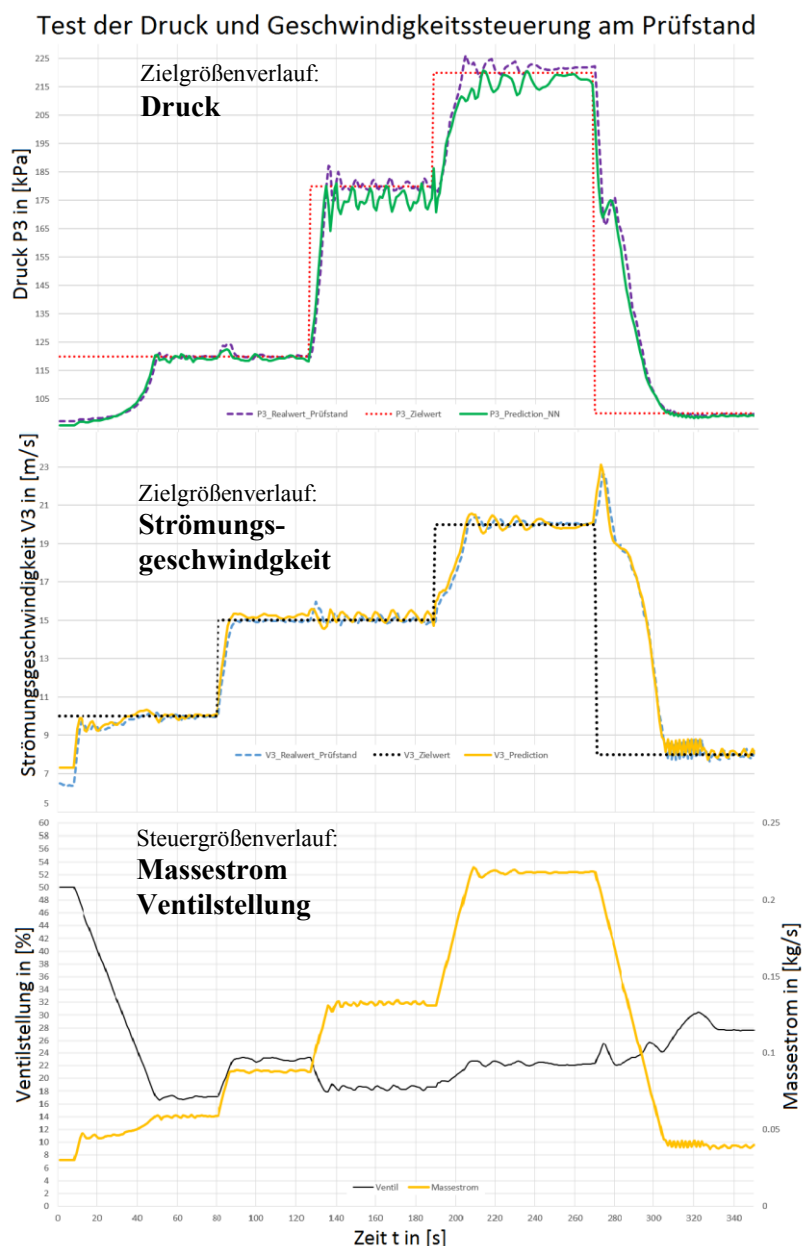 Test der Druck und Geschwindigkeitssteuerung am Prüfstand
Zielgrößenverlauf:
Druck
Druck P3 in [kPa]
225
215
205
195
185
175
165
155
145
135
125
115
105
P3_Realwert_Prüfstand
P3_Zielwert
P3_Prediction_NN
Zielgrößenverlauf:
Strömungs-
geschwindgkeit
Strömungsgeschwindigkeit V3 in [m/s]
23
21
19
17
15
13
11
9
7
5
V3_Realwert_Prüfstand
V3_Zielwert
V3_Prediction
Steuergrößenverlauf:
Massestrom
Ventilstellung
Ventilstellung in [%]
60
58
56
54
52
50
48
46
44
42
40
38
36
34
32
30
28
26
24
22
20
18
16
14
12
10
8
6
4
2
0
0.25
0.2
0.15
0.1
0.05
0
Massestrom in [kg/s]
Ventil
Massestrom
0 20 40 60 80 100 120 140 160 180 200 220 240 260 280 300 320 340
Zeit t in [s]